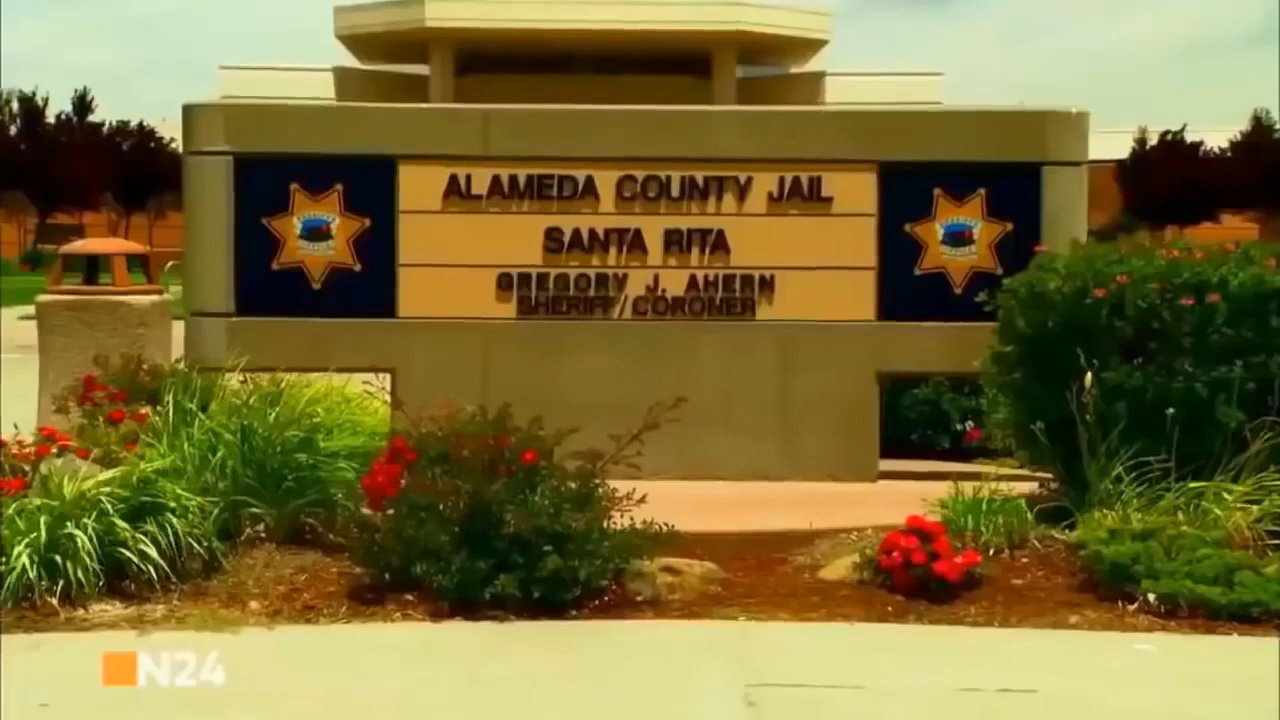 ALAMEDA COUNTY JAIL
SANTA RITA
GREGORY J. AHERN
SHERIFF/CORONER
N24